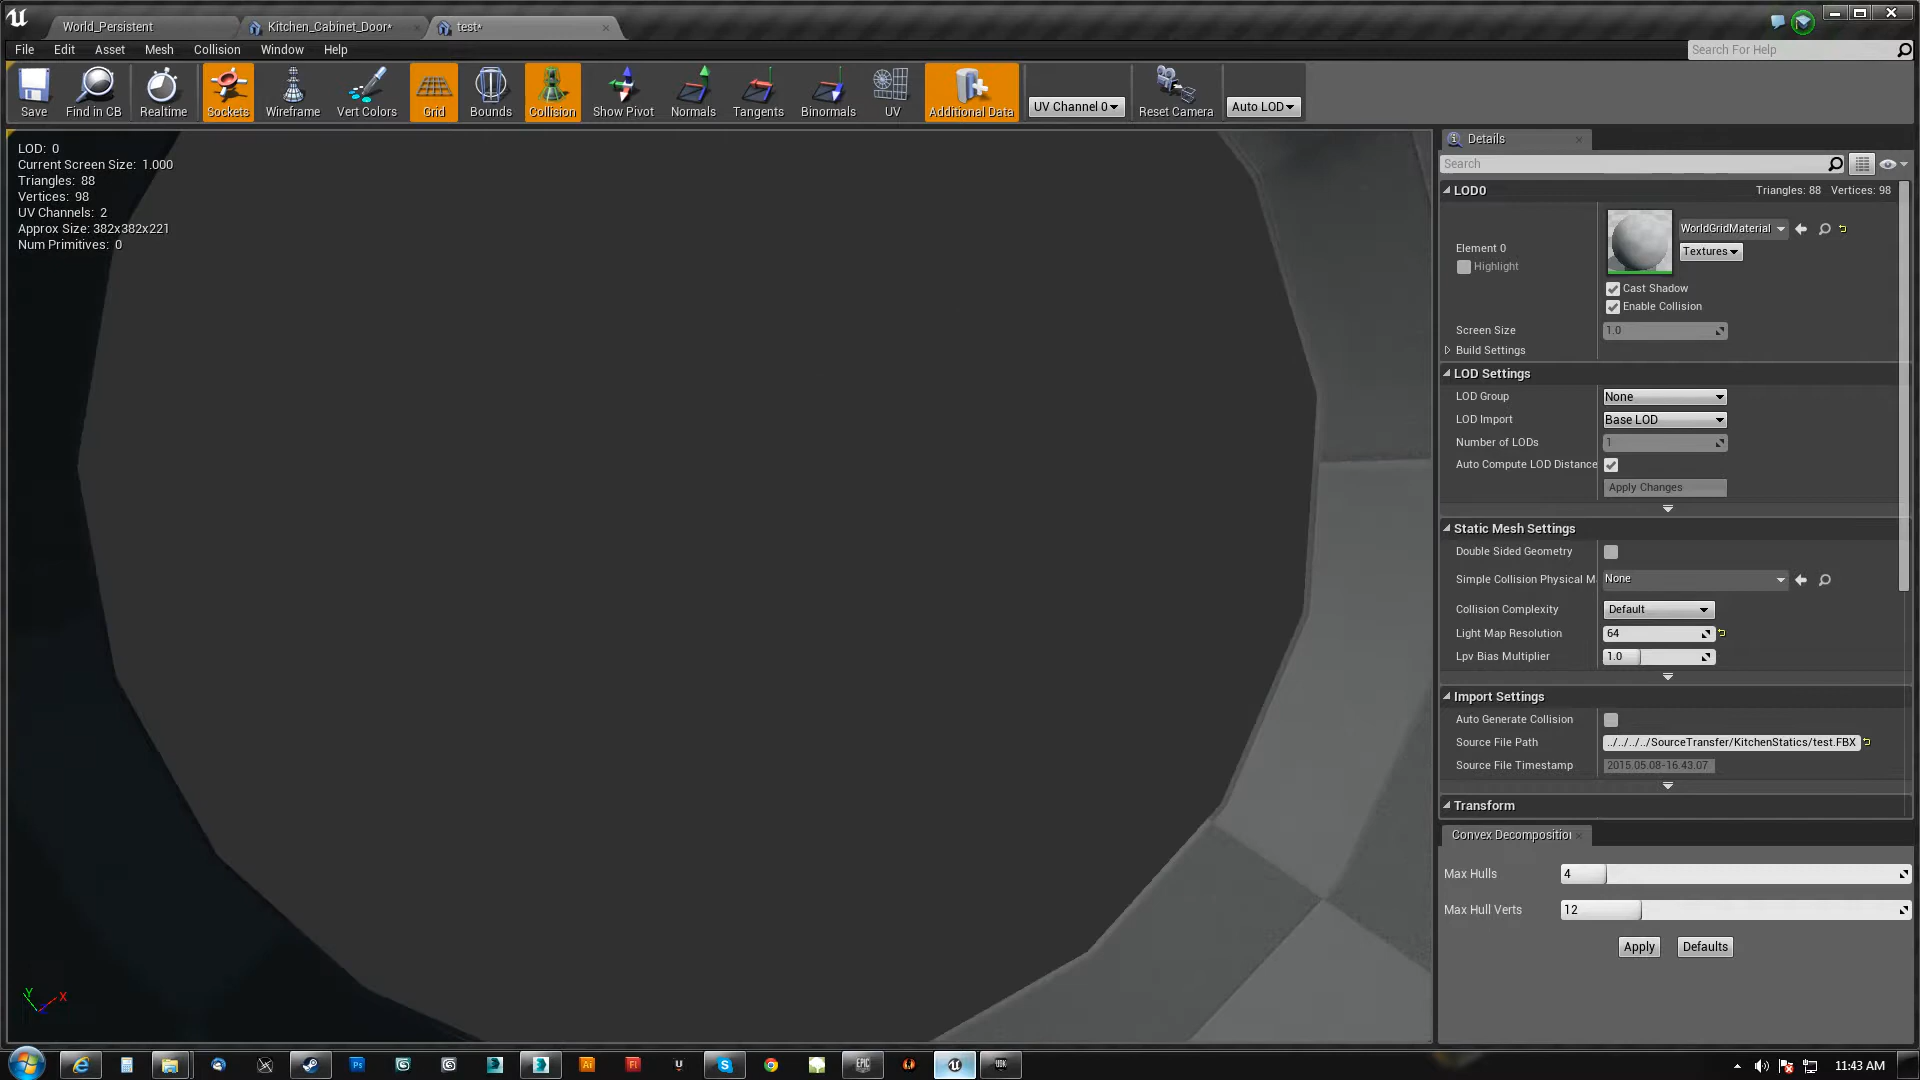 World_Persistent
Kitchen_Cabinet_Door*
test*
File Edit Asset Mesh Collision Window Help
Search For Help
Save
Find in CB
Realtime
Sockets
Wireframe
Vert Colors
Grid
Bounds
Collision
Show Pivot
Normals
Tangents
Binormals
UV
Additional Data
UV Channel 0
Reset Camera
Auto LOD
LOD: 0
Current Screen Size: 1.000
Triangles: 88
Vertices: 98
UV Channels: 2
Approx Size: 382x382x221
Num Primitives: 0
Y
X
Details
Search
LOD0 Triangles: 88 Vertices: 98
Element 0
Highlight
WorldGridMaterial
Textures
Cast Shadow
Enable Collision
Screen Size 1.0
Build Settings
LOD Settings
LOD Group None
LOD Import Base LOD
Number of LODs 1
Auto Compute LOD Distance
Apply Changes
Static Mesh Settings
Double Sided Geometry
Simple Collision Physical M None
Collision Complexity Default
Light Map Resolution 64
Lpv Bias Multiplier 1.0
Import Settings
Auto Generate Collision
Source File Path ../../../../SourceTransfer/KitchenStatics/test.FBX
Source File Timestamp 2015.05.08-16.43.07
Transform
Convex Decompositio
Max Hulls 4
Max Hull Verts 12
Apply Defaults
Ps
Ai
Fl
EPIC
UDK
11:43 AM